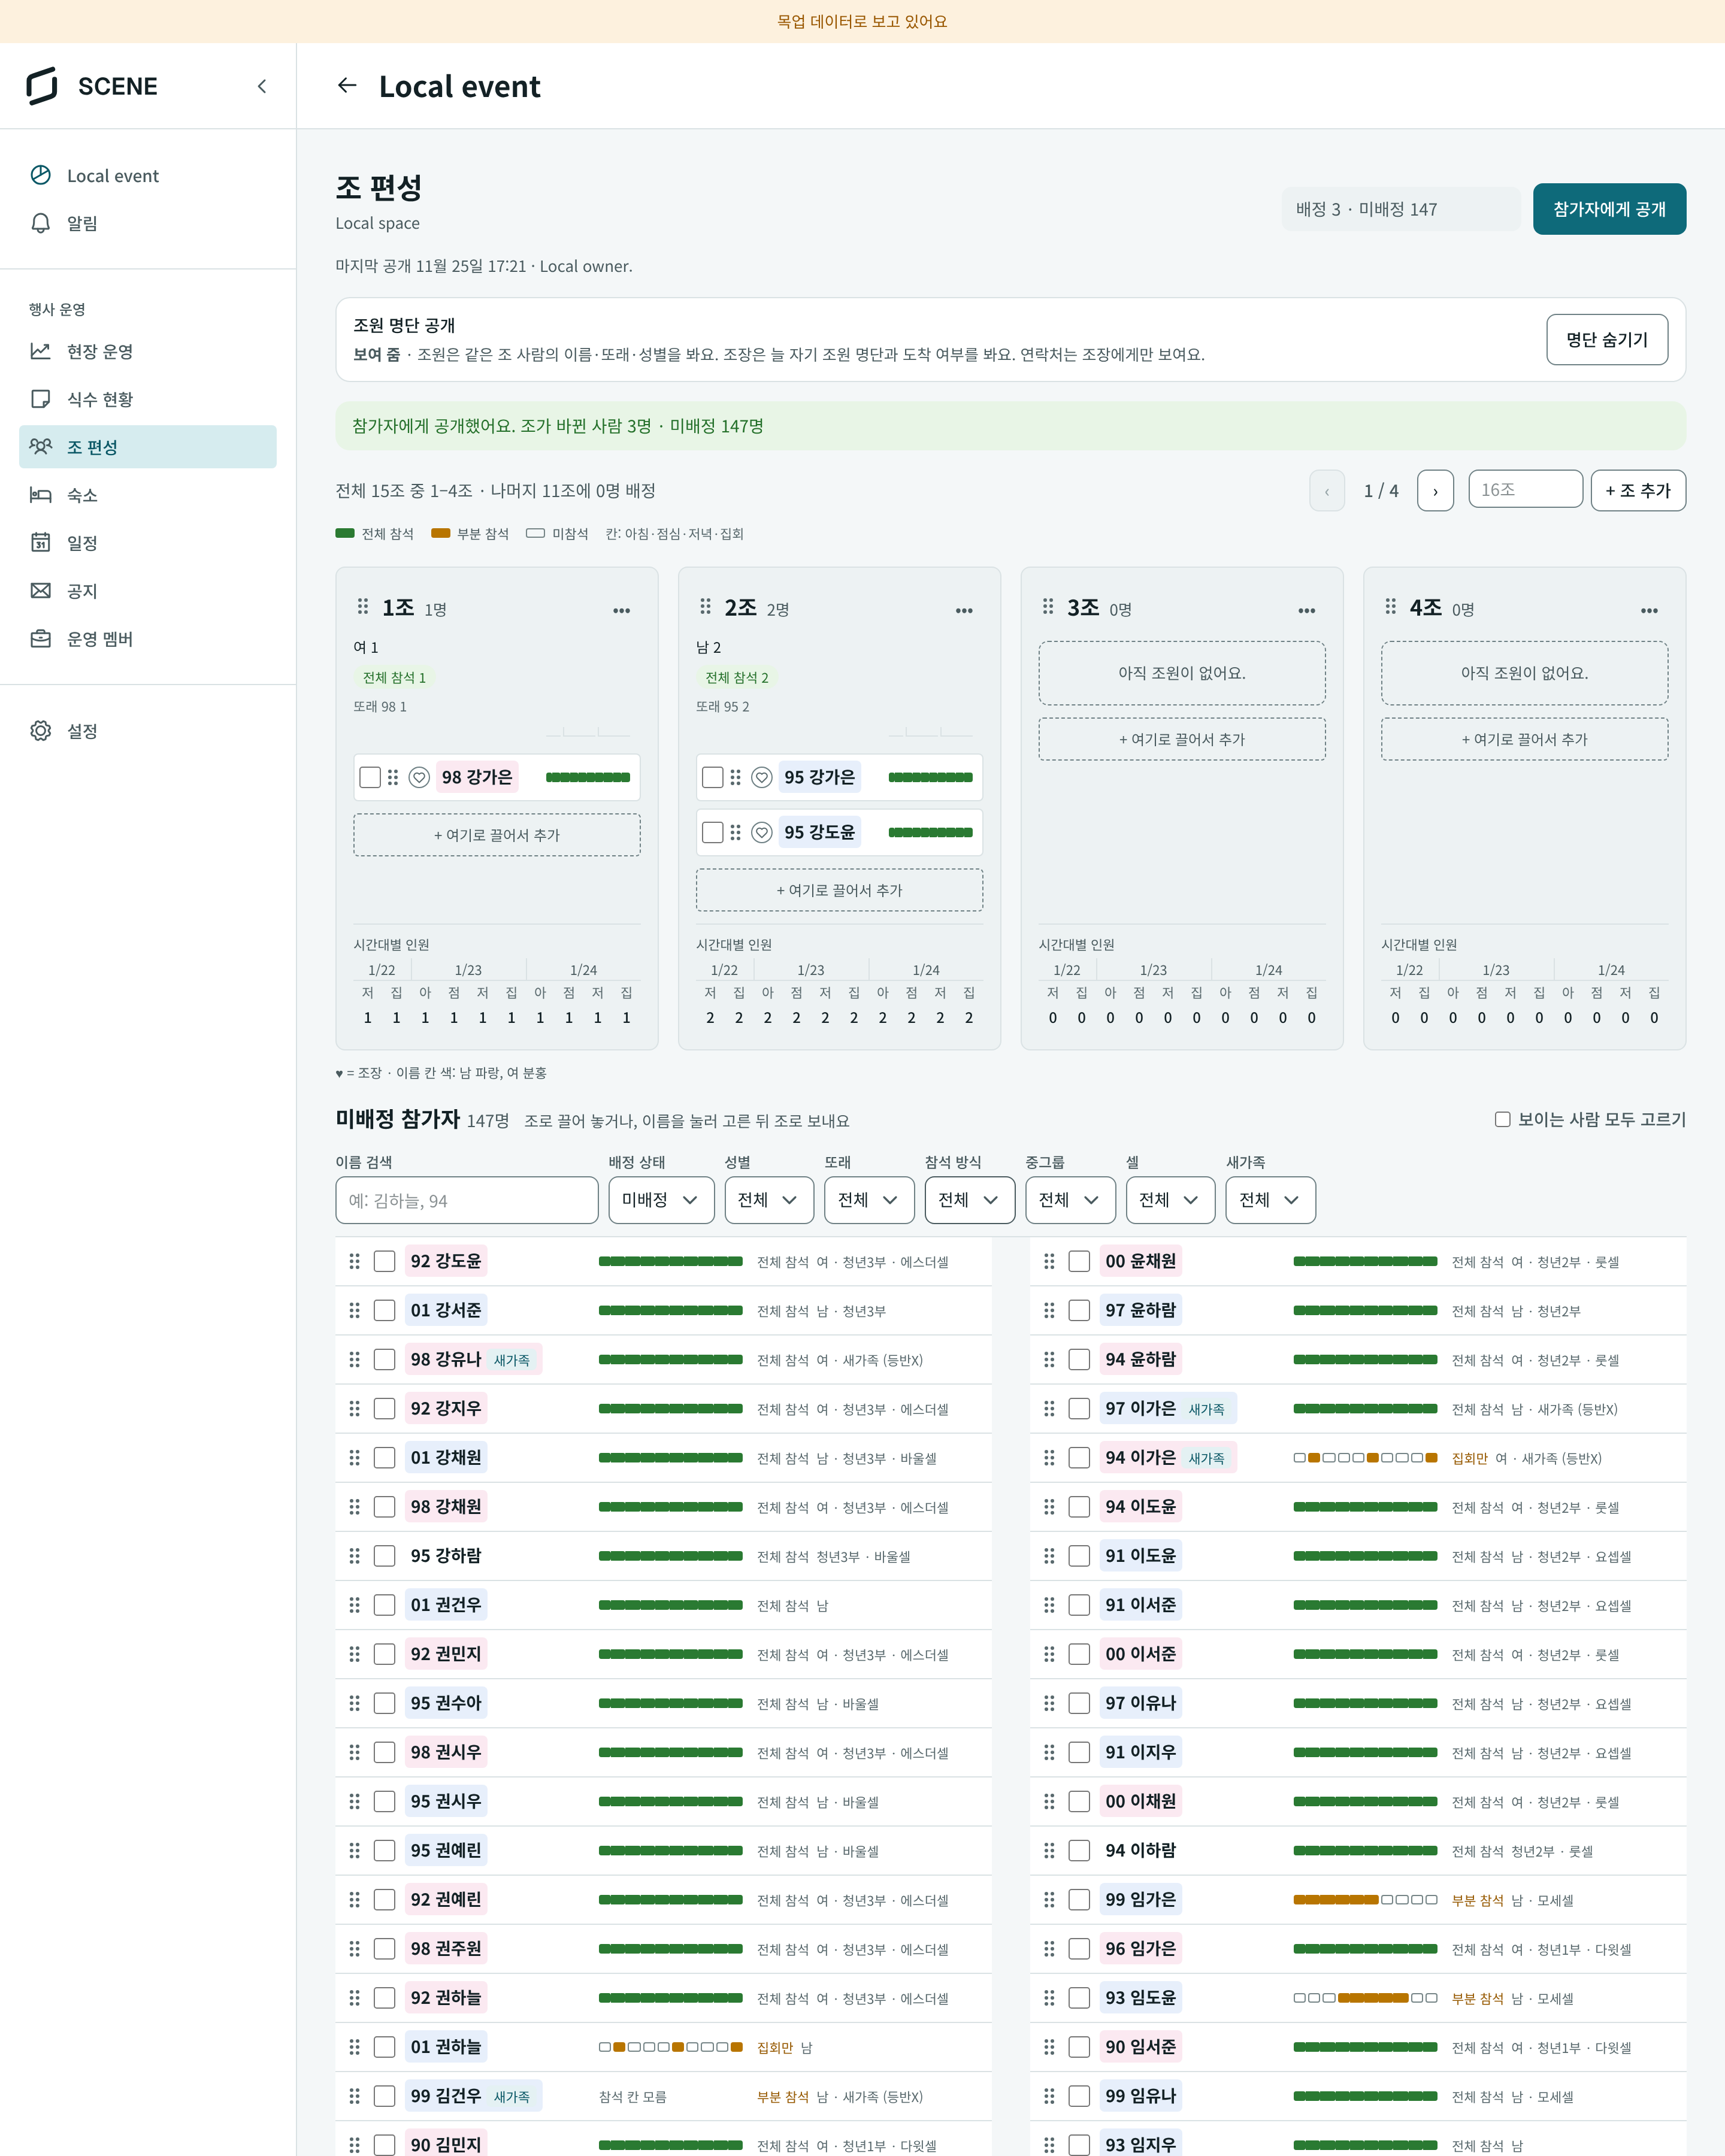 목업 데이터로 보고 있어요
SCENE
Local event
Local event
알림
행사 운영
현장 운영
식수 현황
조 편성
숙소
일정
공지
운영 멤버
설정
조 편성
Local space
배정 3 · 미배정 147
참가자에게 공개
마지막 공개 11월 25일 17:21 · Local owner.
조원 명단 공개
보여 줌 · 조원은 같은 조 사람의 이름·또래·성별을 봐요. 조장은 늘 자기 조원 명단과 도착 여부를 봐요. 연락처는 조장에게만 보여요.
명단 숨기기
참가자에게 공개했어요. 조가 바뀐 사람 3명 · 미배정 147명
전체 15조 중 1–4조 · 나머지 11조에 0명 배정
‹ 1 / 4 › 16조 + 조 추가
전체 참석 부분 참석 미참석 칸: 아침·점심·저녁·집회
1조 1명
여 1
전체 참석 1
또래 98 1
98 강가은
+ 여기로 끌어서 추가
시간대별 인원
1/22 1/23 1/24
저 집 아 점 저 집 아 점 저 집
1 1 1 1 1 1 1 1 1 1
2조 2명
남 2
전체 참석 2
또래 95 2
95 강가은
95 강도윤
+ 여기로 끌어서 추가
시간대별 인원
1/22 1/23 1/24
저 집 아 점 저 집 아 점 저 집
2 2 2 2 2 2 2 2 2 2
3조 0명
아직 조원이 없어요.
+ 여기로 끌어서 추가
시간대별 인원
1/22 1/23 1/24
저 집 아 점 저 집 아 점 저 집
0 0 0 0 0 0 0 0 0 0
4조 0명
아직 조원이 없어요.
+ 여기로 끌어서 추가
시간대별 인원
1/22 1/23 1/24
저 집 아 점 저 집 아 점 저 집
0 0 0 0 0 0 0 0 0 0
♥ = 조장 · 이름 칸 색: 남 파랑, 여 분홍
미배정 참가자 147명 조로 끌어 놓거나, 이름을 눌러 고른 뒤 조로 보내요
보이는 사람 모두 고르기
이름 검색 배정 상태 성별 또래 참석 방식 중그룹 셀 새가족
예: 김하늘, 94 미배정 전체 전체 전체 전체 전체 전체
92 강도윤 전체 참석 여 · 청년3부 · 에스더셀
01 강서준 전체 참석 남 · 청년3부
98 강유나 새가족 전체 참석 여 · 새가족 (등반X)
92 강지우 전체 참석 여 · 청년3부 · 에스더셀
01 강채원 전체 참석 남 · 청년3부 · 바울셀
98 강채원 전체 참석 여 · 청년3부 · 에스더셀
95 강하람 전체 참석 청년3부 · 바울셀
01 권건우 전체 참석 남
92 권민지 전체 참석 여 · 청년3부 · 에스더셀
95 권수아 전체 참석 남 · 바울셀
98 권시우 전체 참석 여 · 청년3부 · 에스더셀
95 권시우 전체 참석 남 · 바울셀
95 권예린 전체 참석 남 · 바울셀
92 권예린 전체 참석 여 · 청년3부 · 에스더셀
98 권주원 전체 참석 여 · 청년3부 · 에스더셀
92 권하늘 전체 참석 여 · 청년3부 · 에스더셀
01 권하늘 집회만 남
99 김건우 새가족 참석 칸 모름 부분 참석 남 · 새가족 (등반X)
90 김민지 전체 참석 여 · 청년1부 · 다윗셀
00 윤채원 전체 참석 여 · 청년2부 · 룻셀
97 윤하람 전체 참석 남 · 청년2부
94 윤하람 전체 참석 여 · 청년2부 · 룻셀
97 이가은 새가족 전체 참석 남 · 새가족 (등반X)
94 이가은 새가족 집회만 여 · 새가족 (등반X)
94 이도윤 전체 참석 여 · 청년2부 · 룻셀
91 이도윤 전체 참석 남 · 청년2부 · 요셉셀
91 이서준 전체 참석 남 · 청년2부 · 요셉셀
00 이서준 전체 참석 여 · 청년2부 · 룻셀
97 이유나 전체 참석 남 · 청년2부 · 요셉셀
91 이지우 전체 참석 남 · 청년2부 · 요셉셀
00 이채원 전체 참석 여 · 청년2부 · 룻셀
94 이하람 전체 참석 청년2부 · 룻셀
99 임가은 부분 참석 남 · 모세셀
96 임가은 전체 참석 여 · 청년1부 · 다윗셀
93 임도윤 부분 참석 남 · 모세셀
90 임서준 전체 참석 여 · 청년1부 · 다윗셀
99 임유나 전체 참석 남 · 모세셀
93 임지우 전체 참석 남